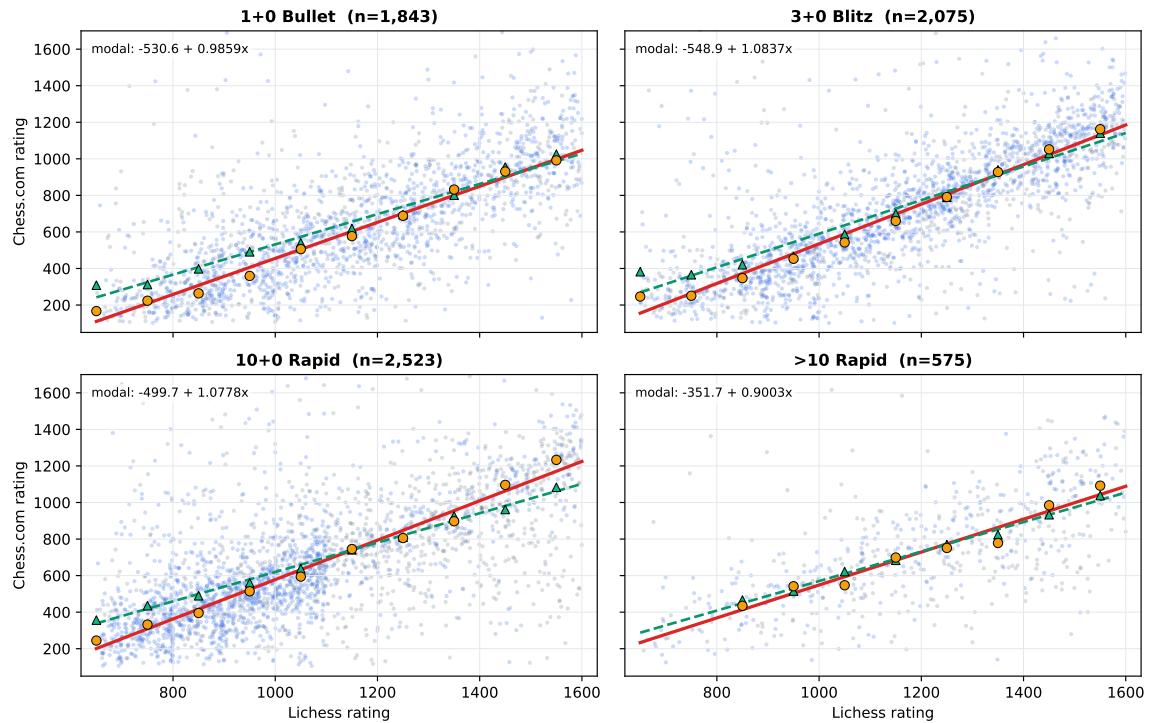 1+0 Bullet (n=1,843)
modal: -530.6 + 0.9859x
1600
1400
1200
1000
800
600
400
200
Chess.com rating
3+0 Blitz (n=2,075)
modal: -548.9 + 1.0837x
10+0 Rapid (n=2,523)
modal: -499.7 + 1.0778x
1600
1400
1200
1000
800
600
400
200
Chess.com rating
800 1000 1200 1400 1600
Lichess rating
>10 Rapid (n=575)
modal: -351.7 + 0.9003x
800 1000 1200 1400 1600
Lichess rating